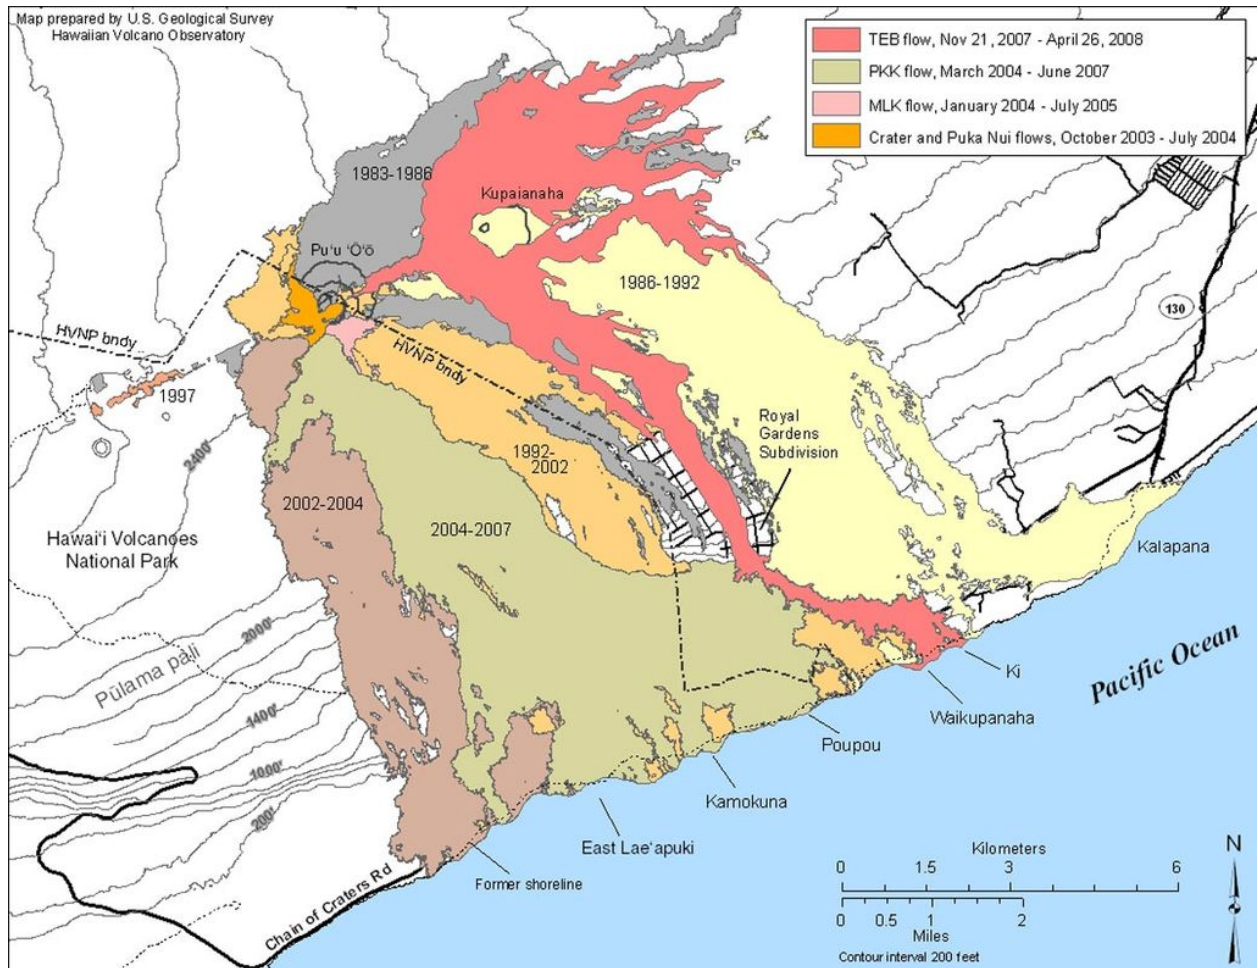 Map prepared by U.S. Geological Survey
Hawaiian Volcano Observatory
TEB flow, Nov 21, 2007 - April 26, 2008
PKK flow, March 2004 - June 2007
MLK flow, January 2004 - July 2005
Crater and Puka Nui flows, October 2003 - July 2004
1983-1986
Kupaianaha
Pu‘u ‘Ō‘ō
1986-1992
130
HVNP bndy
HVNP bndy
1997
2400'
Royal
Gardens
Subdivision
1992-
2002
2002-2004
2004-2007
Hawai‘i Volcanoes
National Park
Kalapana
2000'
Pūlama pali
1400'
1000'
200'
Ki
Pacific Ocean
Waikupanaha
Poupou
Kamokuna
East Lae‘apuki
Former shoreline
Chain of Craters Rd
Kilometers
0 1.5 3 6
0 0.5 1 2
Miles
Contour interval 200 feet
N